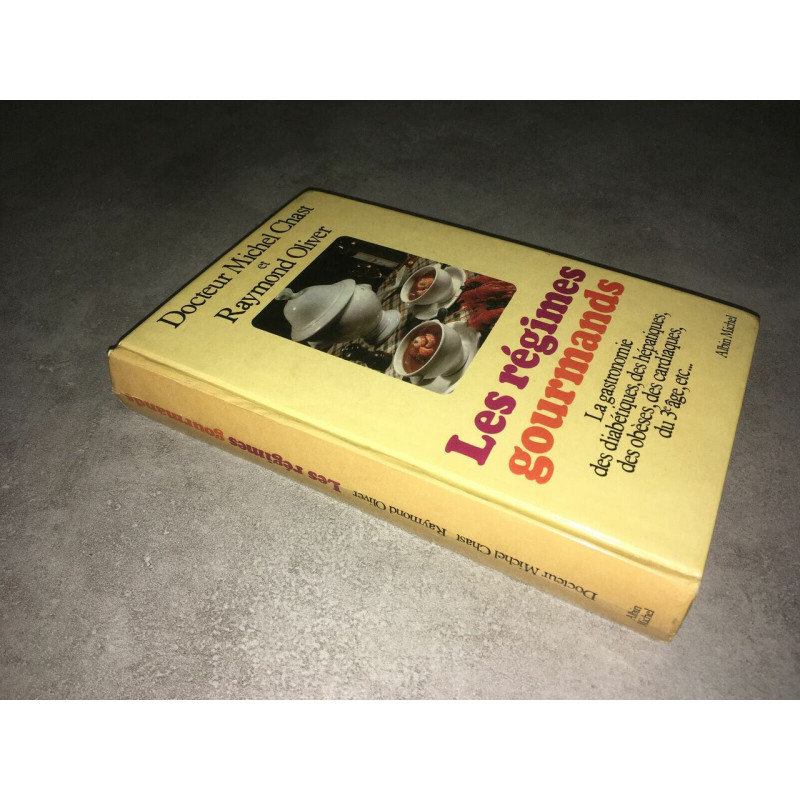 Docteur Michel Chast
et
Raymond Oliver
Les régimes
gourmands
La gastronomie
des diabétiques, des hépatiques,
des obèses, des cardiaques,
du 3e âge, etc...
Albin Michel
Les régimes gourmands
Docteur Michel Chast Raymond Oliver
Albin
Michel